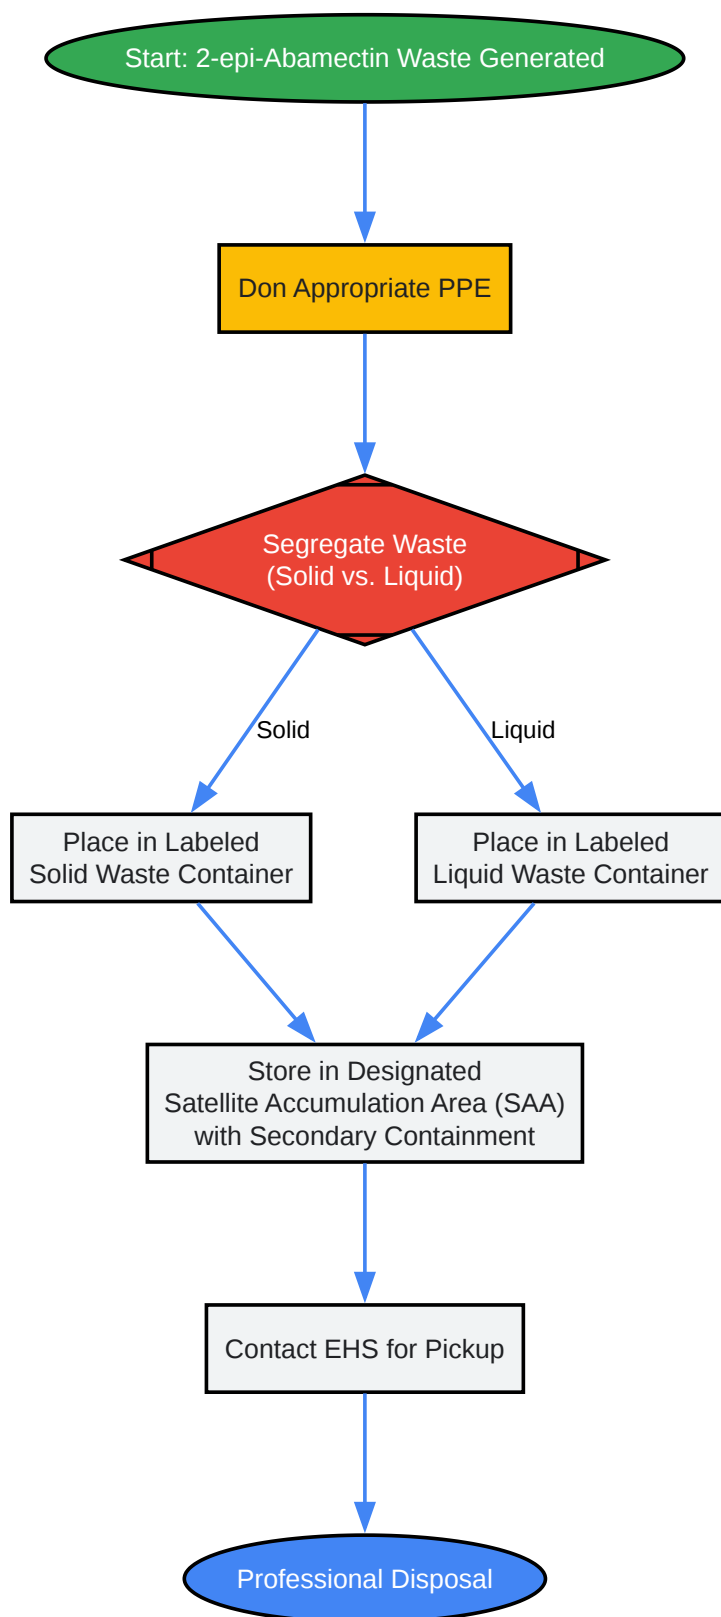 Start: 2-epi-Abamectin Waste Generated
Don Appropriate PPE
Segregate Waste
(Solid vs. Liquid)
Solid
Liquid
Place in Labeled
Solid Waste Container
Place in Labeled
Liquid Waste Container
Store in Designated
Satellite Accumulation Area (SAA)
with Secondary Containment
Contact EHS for Pickup
Professional Disposal